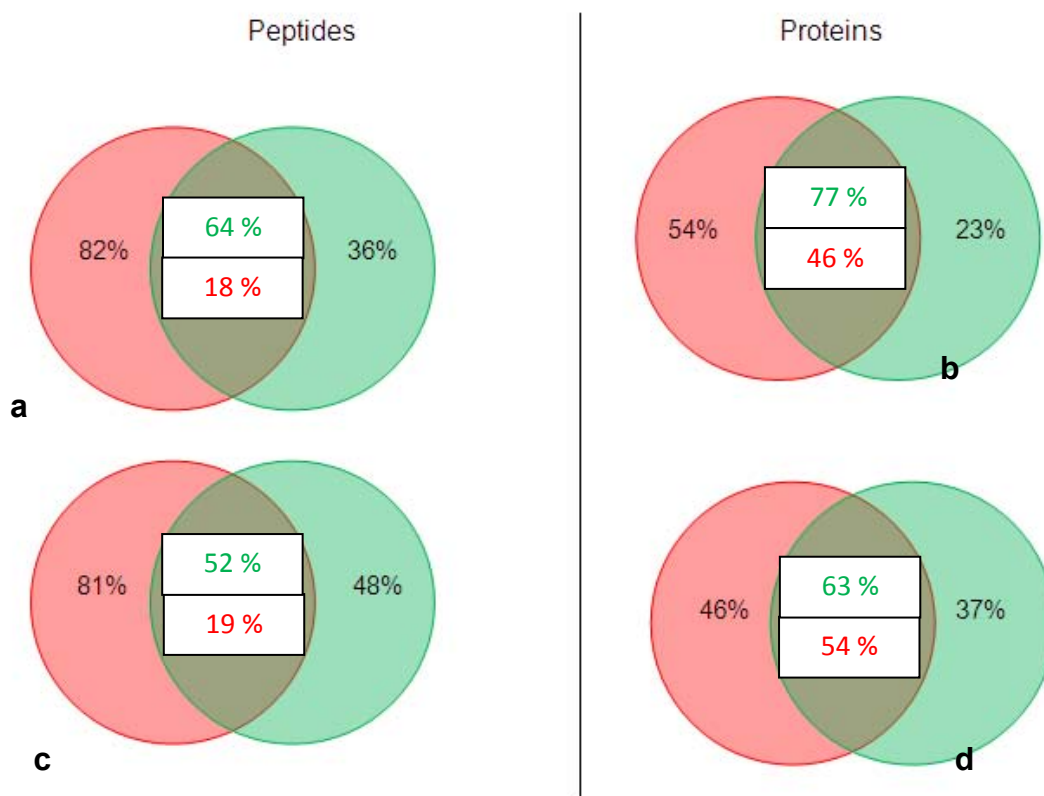 Peptides
Proteins
82%
64 %
18 %
36%
a
54%
77 %
46 %
23%
b
81%
52 %
19 %
48%
c
46%
63 %
54 %
37%
d